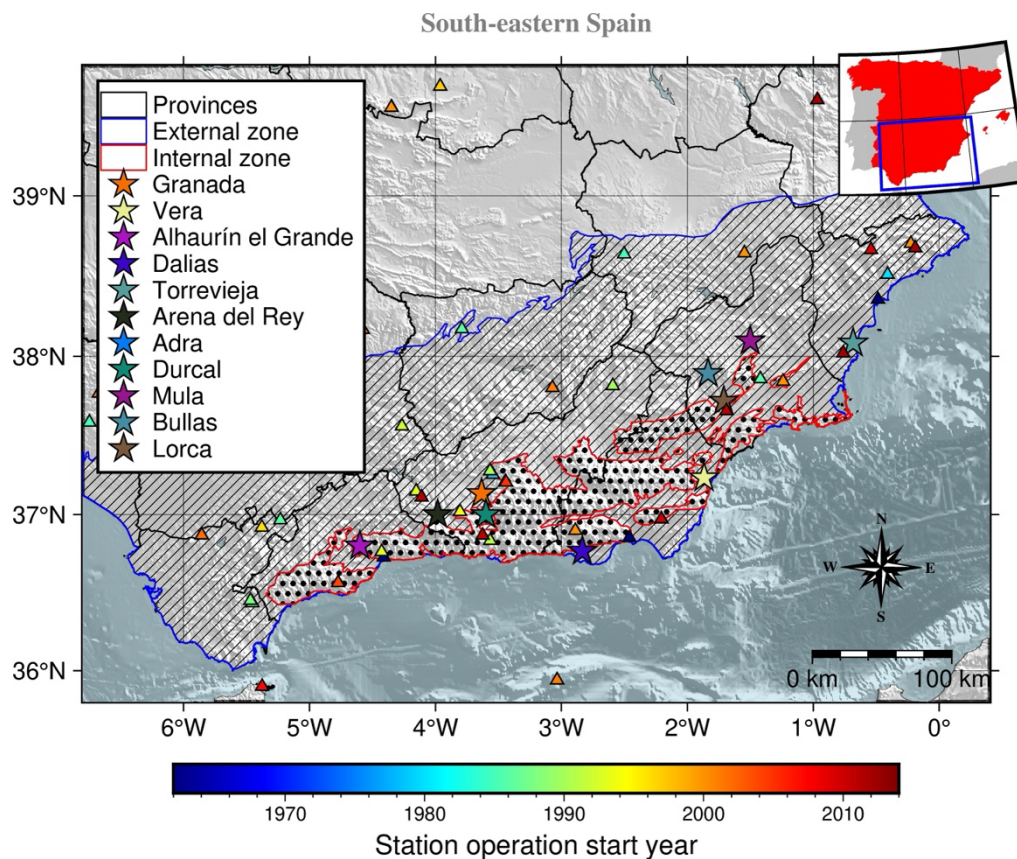 South-eastern Spain
Provinces
External zone
Internal zone
Granada
Vera
Alhaurín el Grande
Dalias
Torrevieja
Arena del Rey
Adra
Durcal
Mula
Bullas
Lorca
39°N
38°N
37°N
36°N
N
W E
S
0 km 100 km
6°W 5°W 4°W 3°W 2°W 1°W 0°
1970 1980 1990 2000 2010
Station operation start year